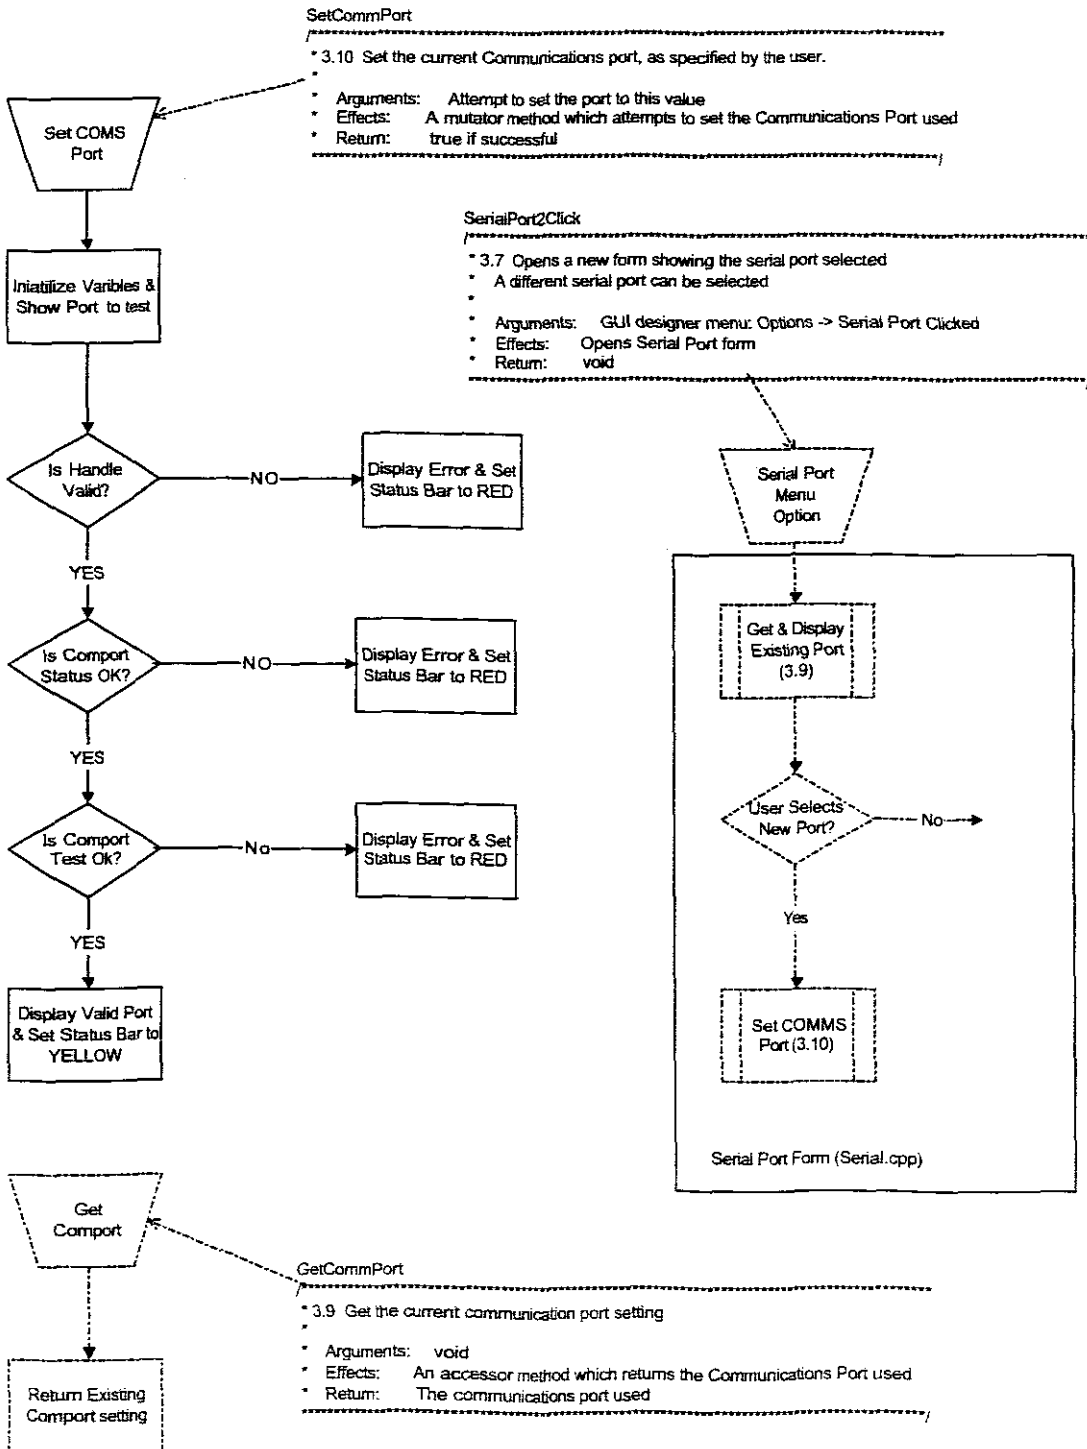 SetCommPort
/******************************************************************************
* 3.10 Set the current Communications port, as specified by the user.
*
* Arguments: Attempt to set the port to this value
* Effects: A mutator method which attempts to set the Communications Port used
* Return: true if successful
******************************************************************************/
Set COMS
Port
Iniatilize Varibles &
Show Port to test
SerialPort2Click
/******************************************************************************
* 3.7 Opens a new form showing the serial port selected
* A different serial port can be selected
*
* Arguments: GUI designer menu: Options -> Serial Port Clicked
* Effects: Opens Serial Port form
* Return: void
******************************************************************************/
Is Handle
Valid?
NO
Display Error & Set
Status Bar to RED
YES
Is Comport
Status OK?
NO
Display Error & Set
Status Bar to RED
YES
Is Comport
Test Ok?
No
Display Error & Set
Status Bar to RED
YES
Display Valid Port
& Set Status Bar to
YELLOW
Serial Port
Menu
Option
Get & Display
Existing Port
(3.9)
User Selects
New Port?
No
Yes
Set COMMS
Port (3.10)
Serial Port Form (Serial.cpp)
Get
Comport
GetCommPort
/******************************************************************************
* 3.9 Get the current communication port setting
*
* Arguments: void
* Effects: An accessor method which returns the Communications Port used
* Return: The communications port used
******************************************************************************/
Return Existing
Comport setting